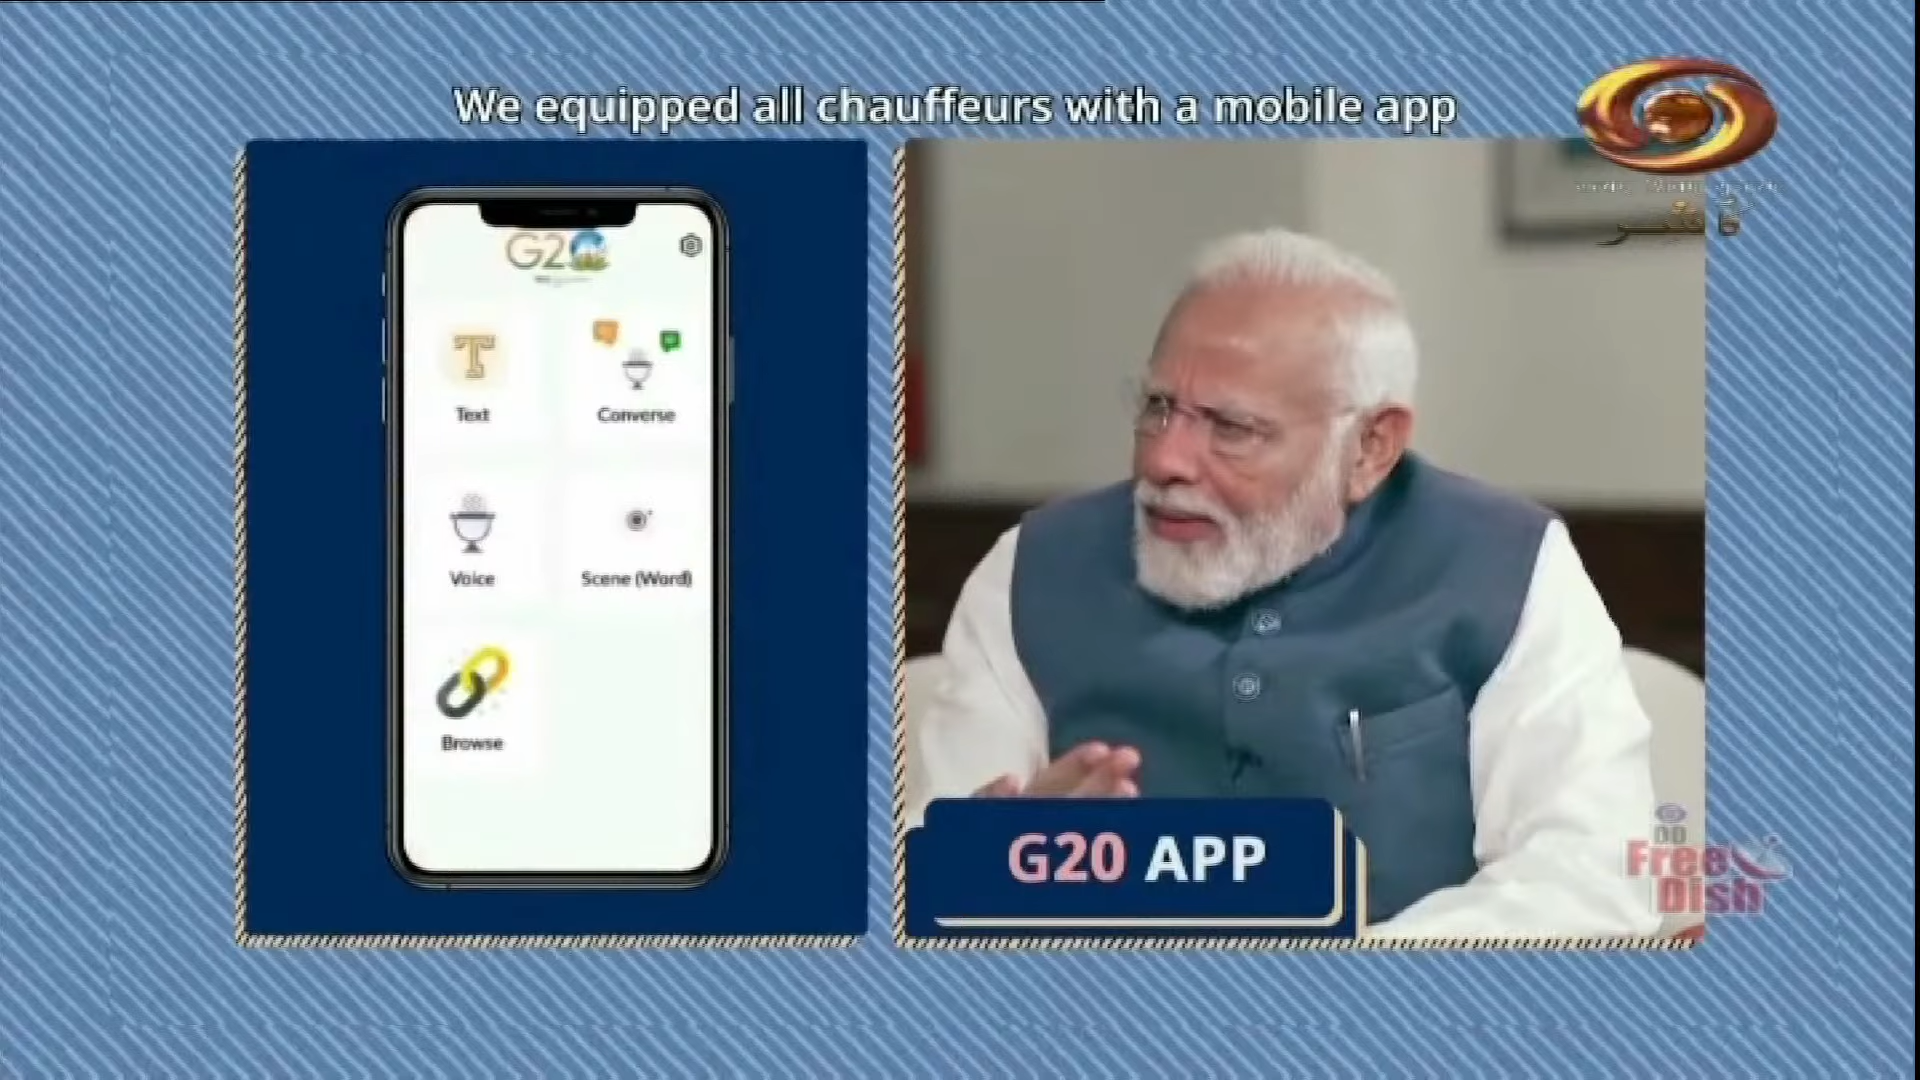 We equipped all chauffeurs with a mobile app
G20
Text
Converse
Voice
Scene (Word)
Browse
G20 APP
DD
Free
Dish